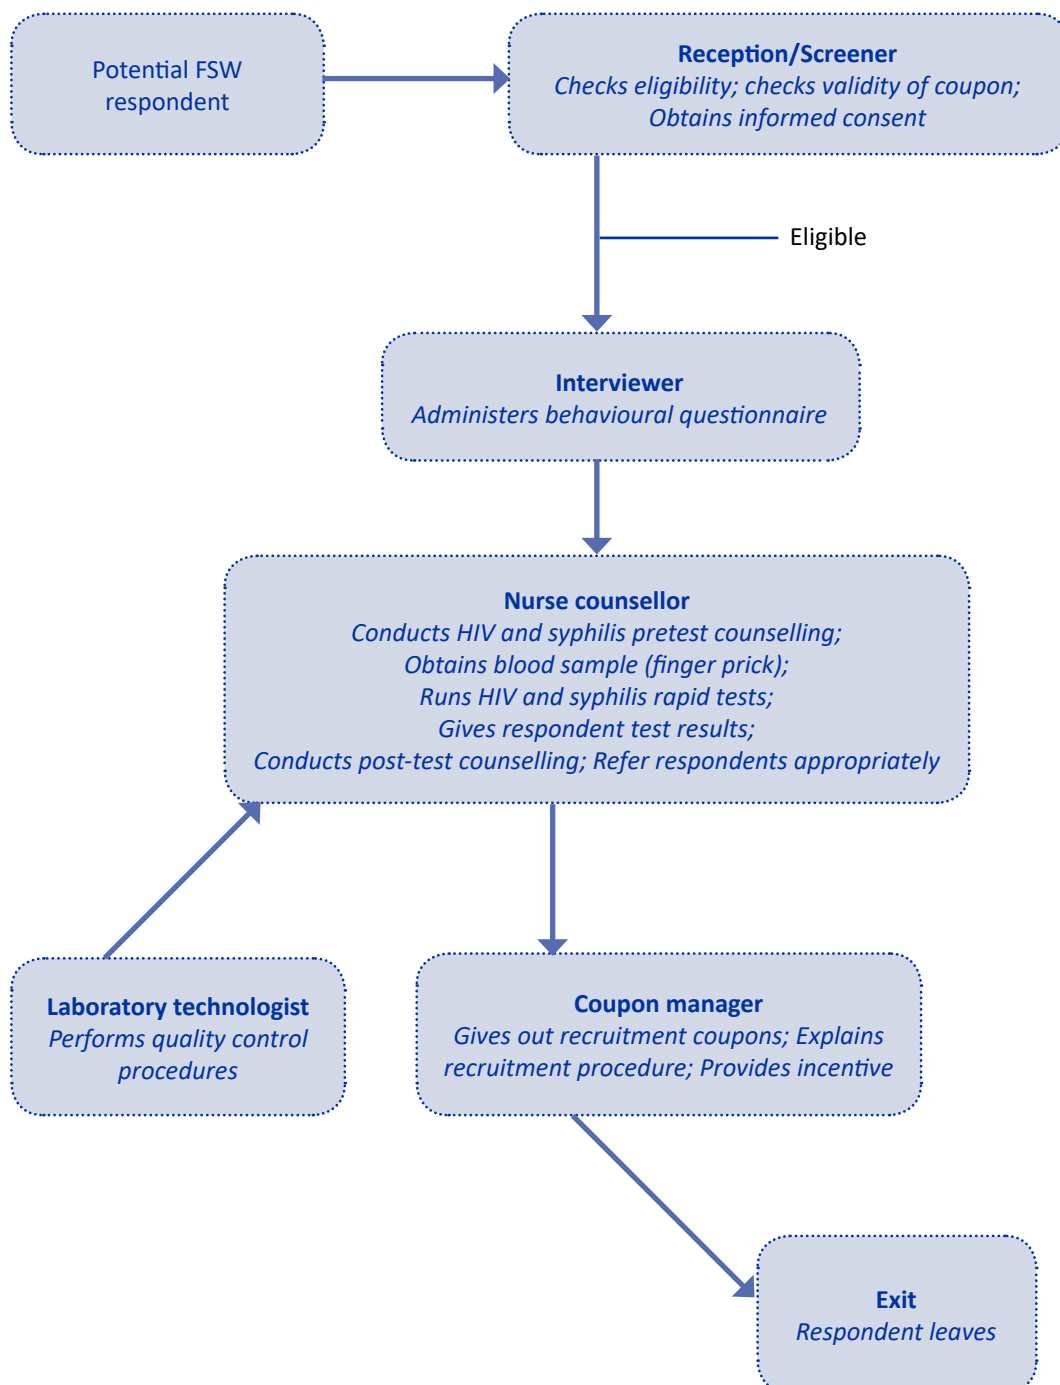 Potential FSW
respondent
Reception/Screener
Checks eligibility; checks validity of coupon;
Obtains informed consent
Eligible
Interviewer
Administers behavioural questionnaire
Nurse counsellor
Conducts HIV and syphilis pretest counselling;
Obtains blood sample (finger prick);
Runs HIV and syphilis rapid tests;
Gives respondent test results;
Conducts post-test counselling; Refer respondents appropriately
Laboratory technologist
Performs quality control
procedures
Coupon manager
Gives out recruitment coupons; Explains
recruitment procedure; Provides incentive
Exit
Respondent leaves